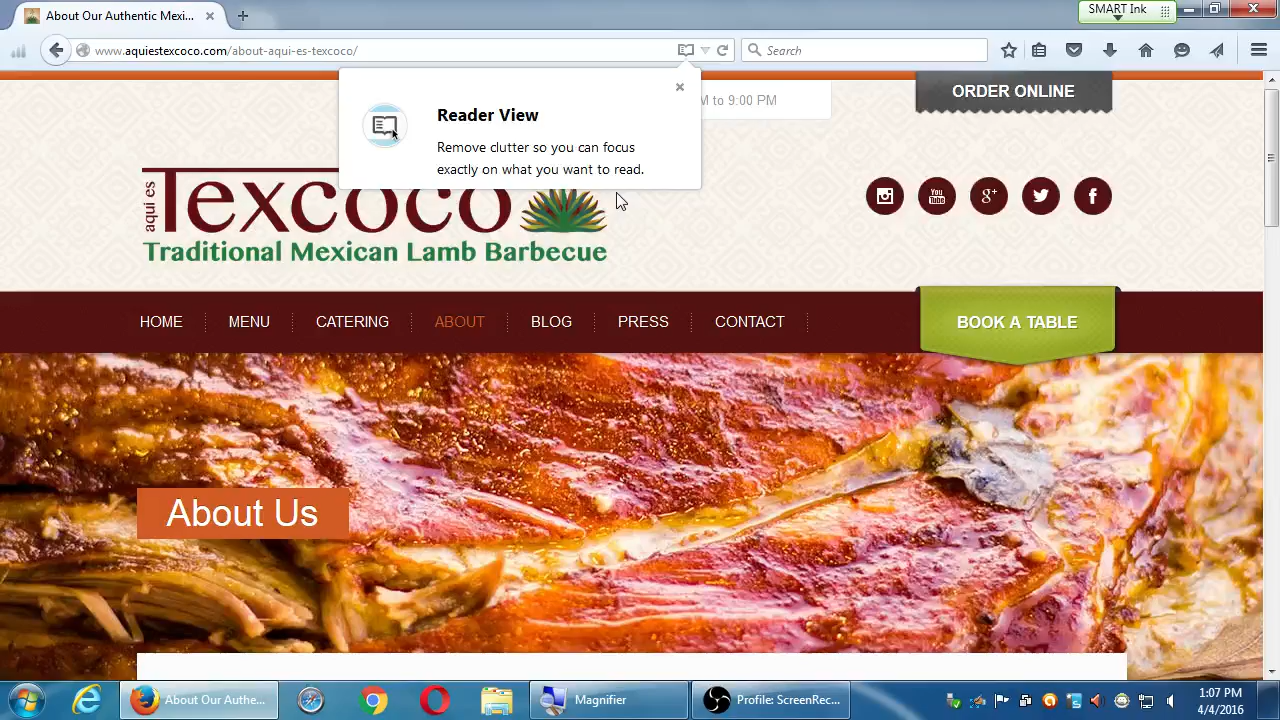 About Our Authentic Mexi...
SMART Ink
www.aquiestexcoco.com/about-aqui-es-texcoco/
Search
Reader View
Remove clutter so you can focus
exactly on what you want to read.
M to 9:00 PM
ORDER ONLINE
aqui es
Texcoco
Traditional Mexican Lamb Barbecue
You
Tube
g+
HOME
MENU
CATERING
ABOUT
BLOG
PRESS
CONTACT
BOOK A TABLE
About Us
About Our Authe...
Magnifier
Profile: ScreenRec...
1:07 PM
4/4/2016